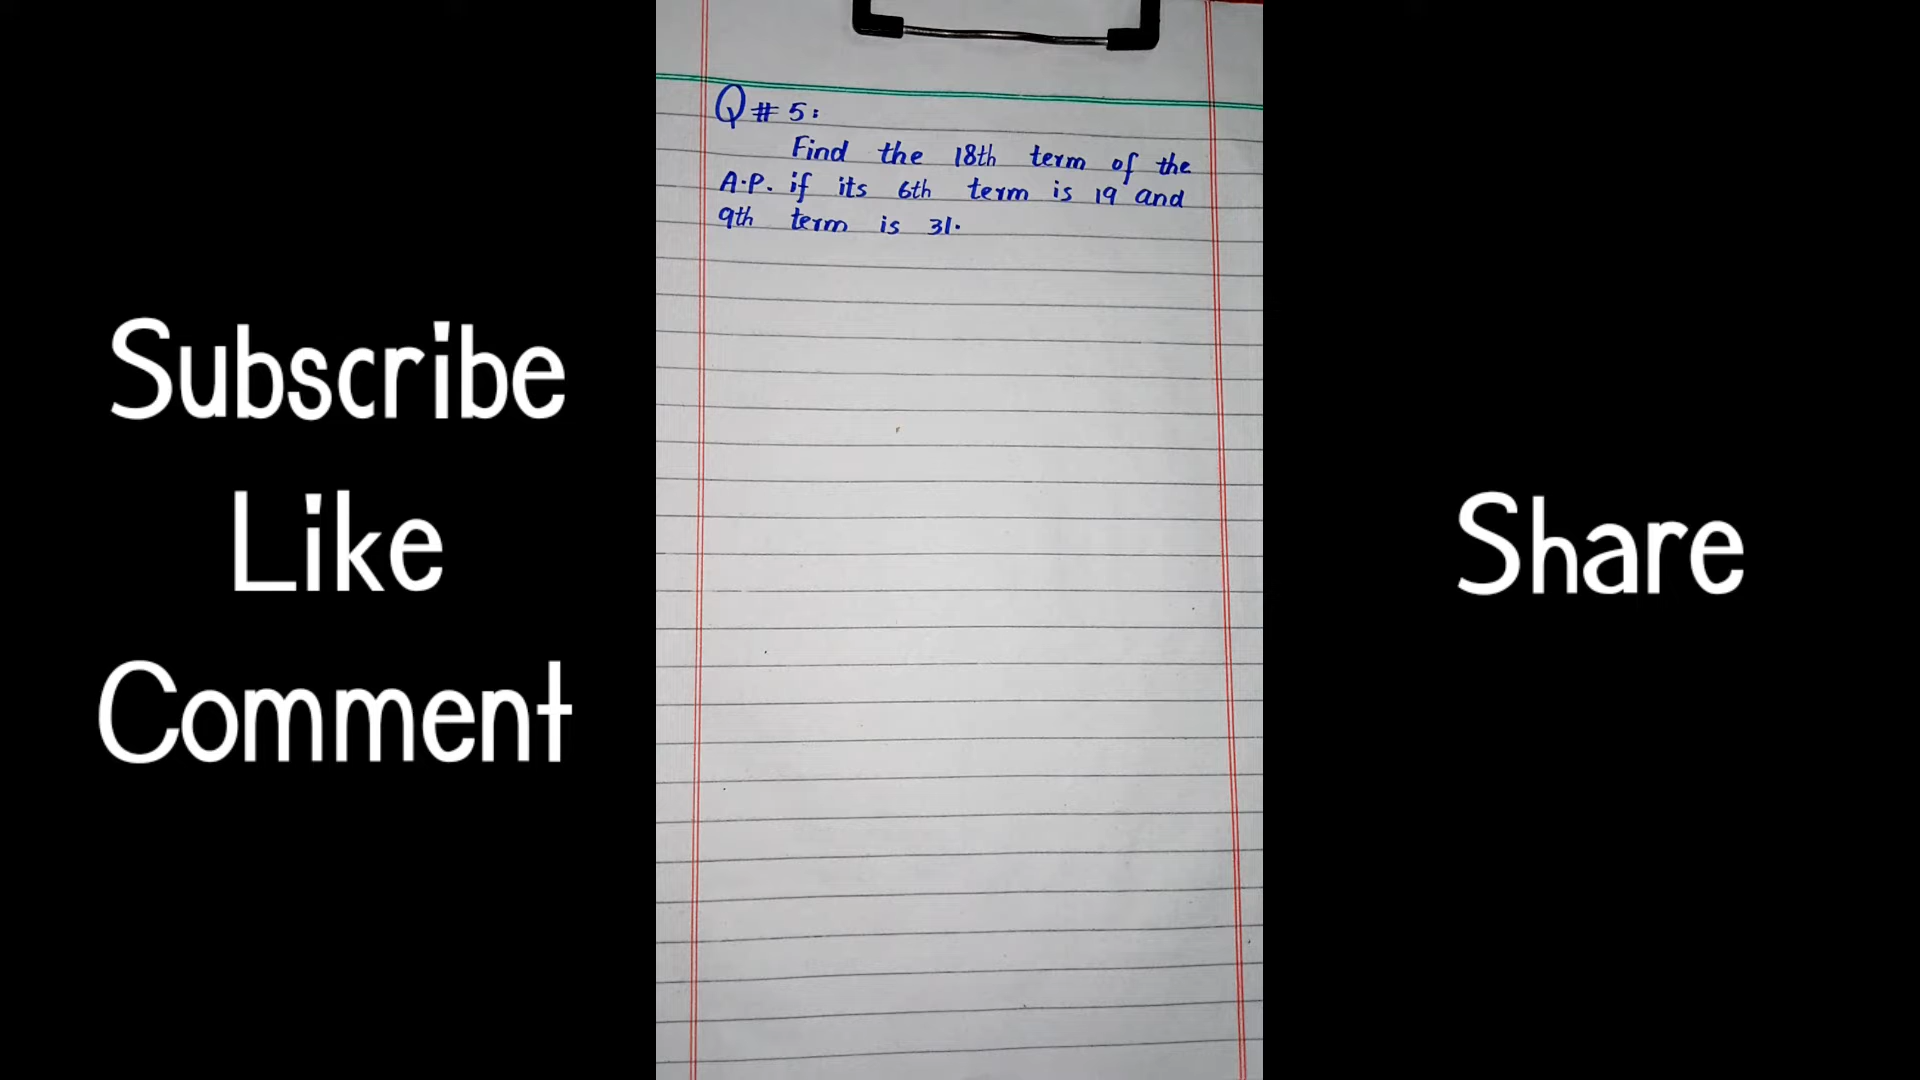 Q # 5:
Find the 18th term of the
A.P. if its 6th term is 19 and
9th term is 31.
Subscribe
Like
Comment
Share